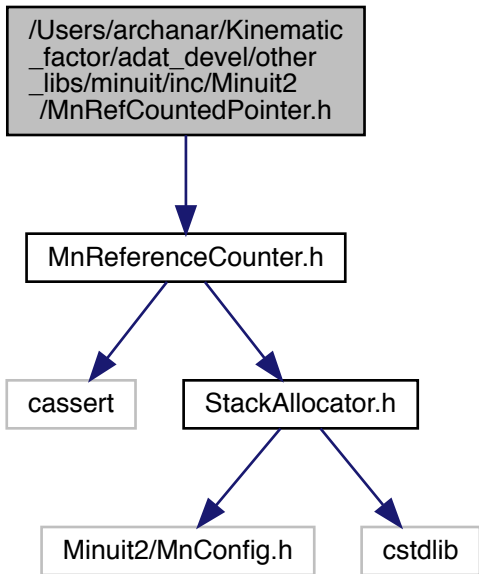 /Users/archanar/Kinematic
_factor/adat_devel/other
_libs/minuit/inc/Minuit2
/MnRefCountedPointer.h
MnReferenceCounter.h
cassert
StackAllocator.h
Minuit2/MnConfig.h
cstdlib